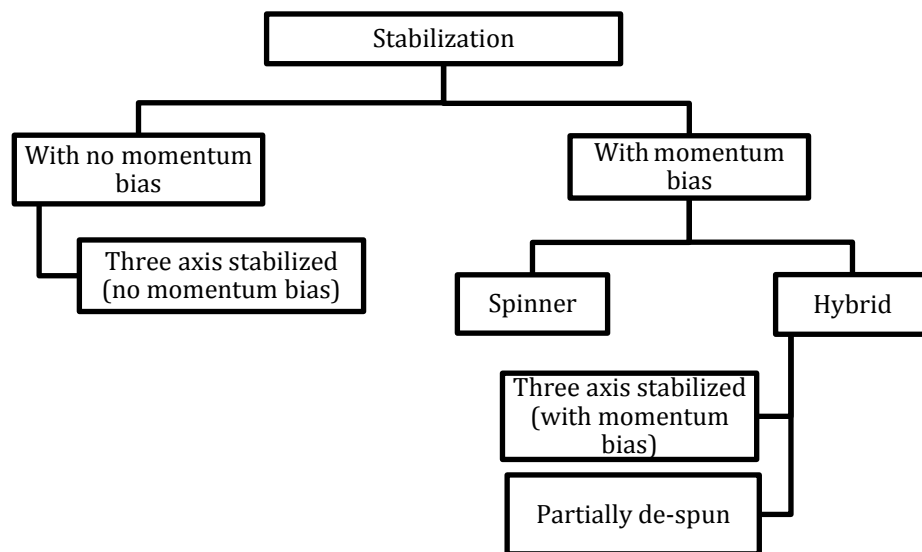 Stabilization
With no momentum
bias
With momentum
bias
Three axis stabilized
(no momentum bias)
Spinner
Hybrid
Three axis stabilized
(with momentum
bias)
Partially de-spun